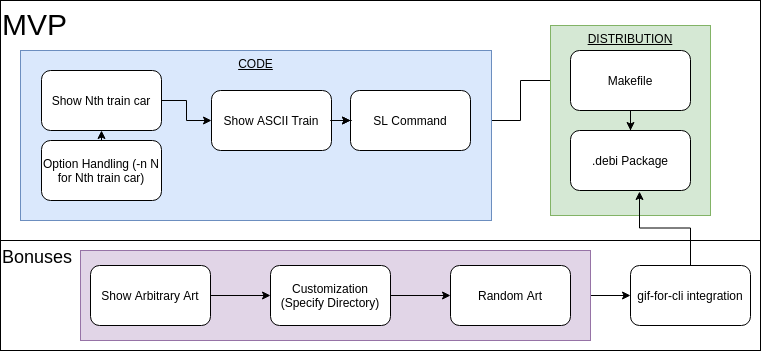 MVP
CODE
Show Nth train car
Option Handling (-n N
for Nth train car)
Show ASCII Train
SL Command
DISTRIBUTION
Makefile
.debi Package
Bonuses
Show Arbitrary Art
Customization
(Specify Directory)
Random Art
gif-for-cli integration